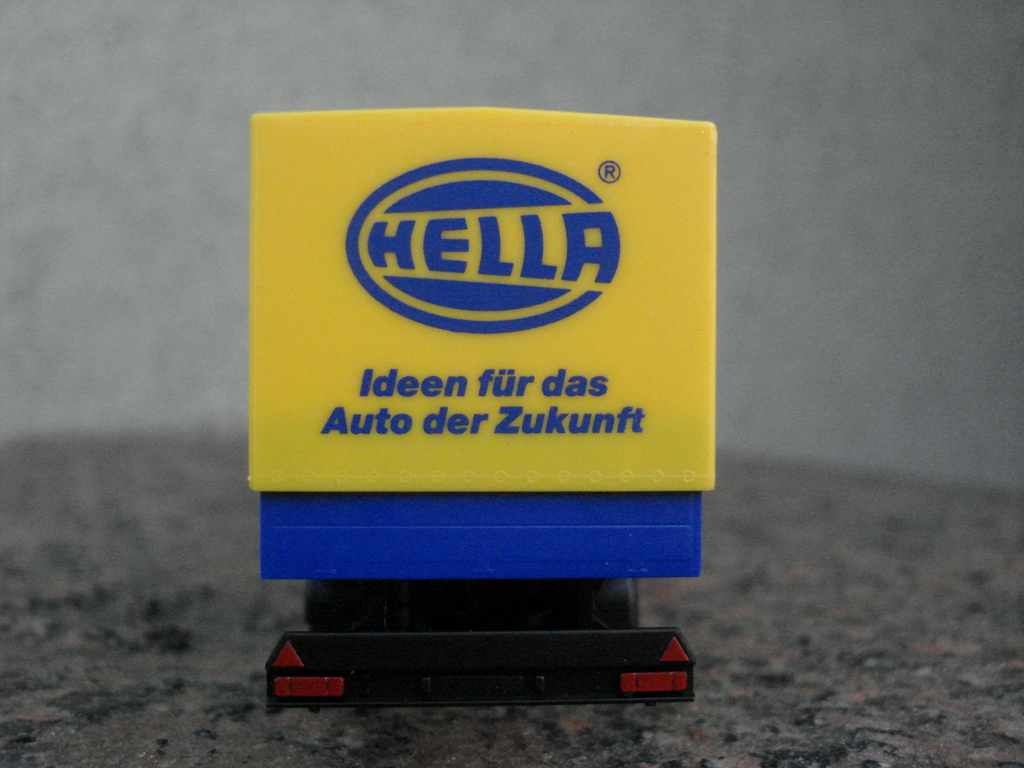 HELLA ®
Ideen für das
Auto der Zukunft